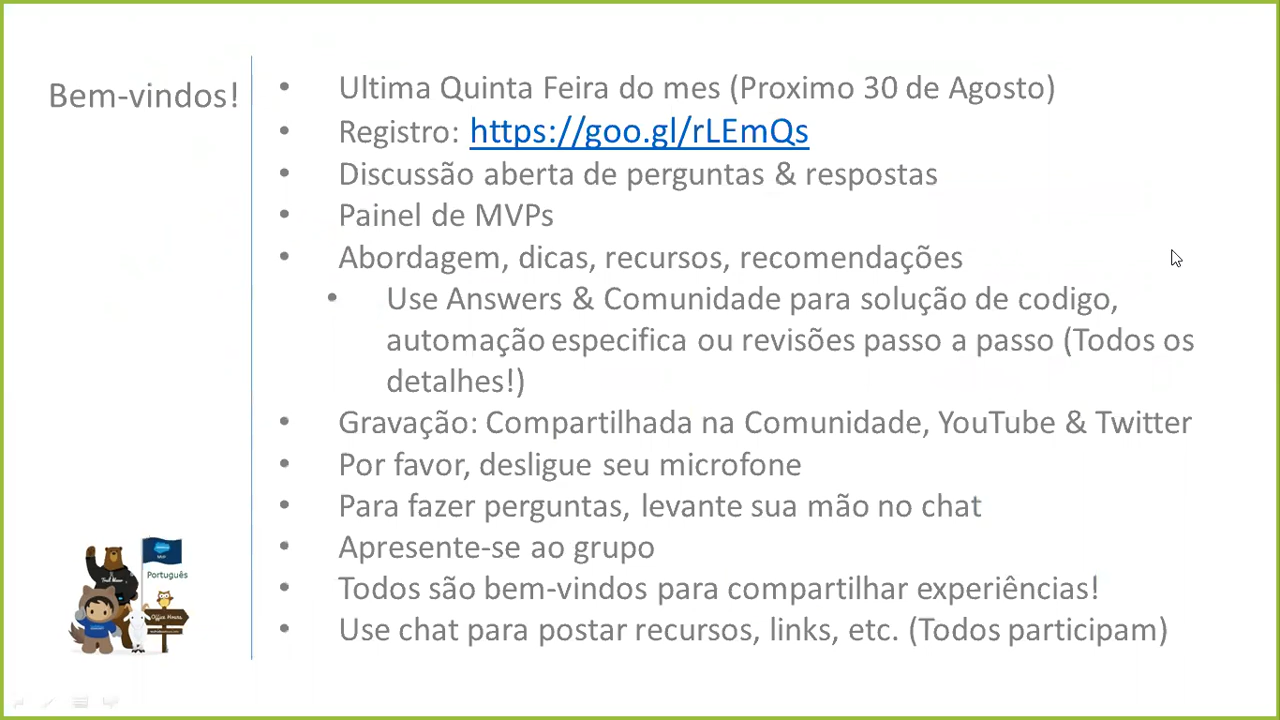 Bem-vindos!
Ultima Quinta Feira do mes (Proximo 30 de Agosto)
Registro: https://goo.gl/rLEmQs
Discussão aberta de perguntas & respostas
Painel de MVPs
Abordagem, dicas, recursos, recomendações
Use Answers & Comunidade para solução de codigo,
automação especifica ou revisões passo a passo (Todos os
detalhes!)
Gravação: Compartilhada na Comunidade, YouTube & Twitter
Por favor, desligue seu microfone
Para fazer perguntas, levante sua mão no chat
Apresente-se ao grupo
Todos são bem-vindos para compartilhar experiências!
Use chat para postar recursos, links, etc. (Todos participam)
Português
Office Hours